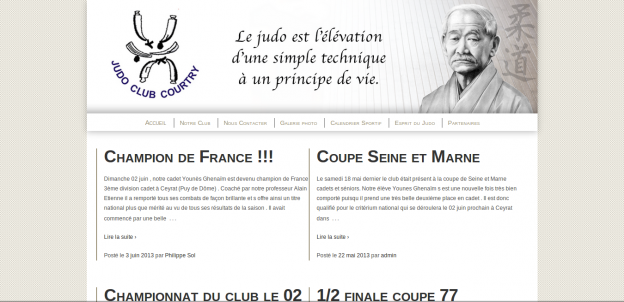 JUDO CLUB COURTRY
Le judo est l'élévation
d'une simple technique
à un principe de vie.
柔道
Accueil
Notre Club
Nous Contacter
Galerie photo
Calendrier Sportif
Esprit du Judo
Partenaires
Champion de France !!!
Dimanche 02 juin , notre cadet Younès Ghenaïm est devenu champion de France
3ème division cadet à Ceyrat (Puy de Dôme) . Coaché par notre professeur Alain
Etienne il a remporté tous ses combats de façon brillante et s offre ainsi un titre
national plus que mérité au vu de tous ses résultats de la saison . Il avait
commencé par une belle ...
Lire la suite ›
Posté le 3 juin 2013 par Philippe Sol
Coupe Seine et Marne
Le samedi 18 mai dernier le club était présent à la coupe de Seine et Marne
cadets et séniors. Notre élève Younes Ghenaïm s est une nouvelle fois très bien
comporté puisqu il prend une très belle deuxième place en cadet . Il est donc
qualifié pour le critérium national qui se déroulera le 02 juin prochain à Ceyrat
dans ...
Lire la suite ›
Posté le 22 mai 2013 par admin
Championnat du club le 02
1/2 finale coupe 77